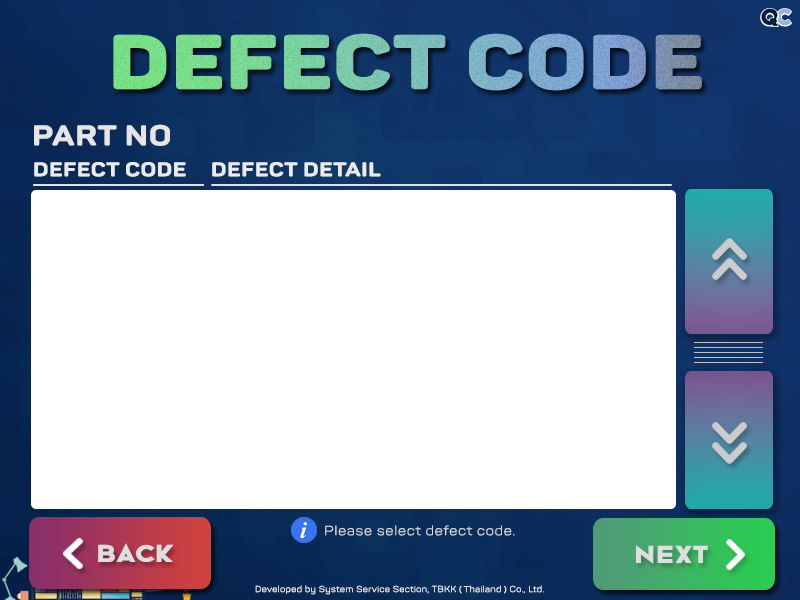 QC
DEFECT CODE
PART NO
DEFECT CODE DEFECT DETAIL
i Please select defect code.
BACK
NEXT
Developed by System Service Section, TBKK ( Thailand ) Co., Ltd.